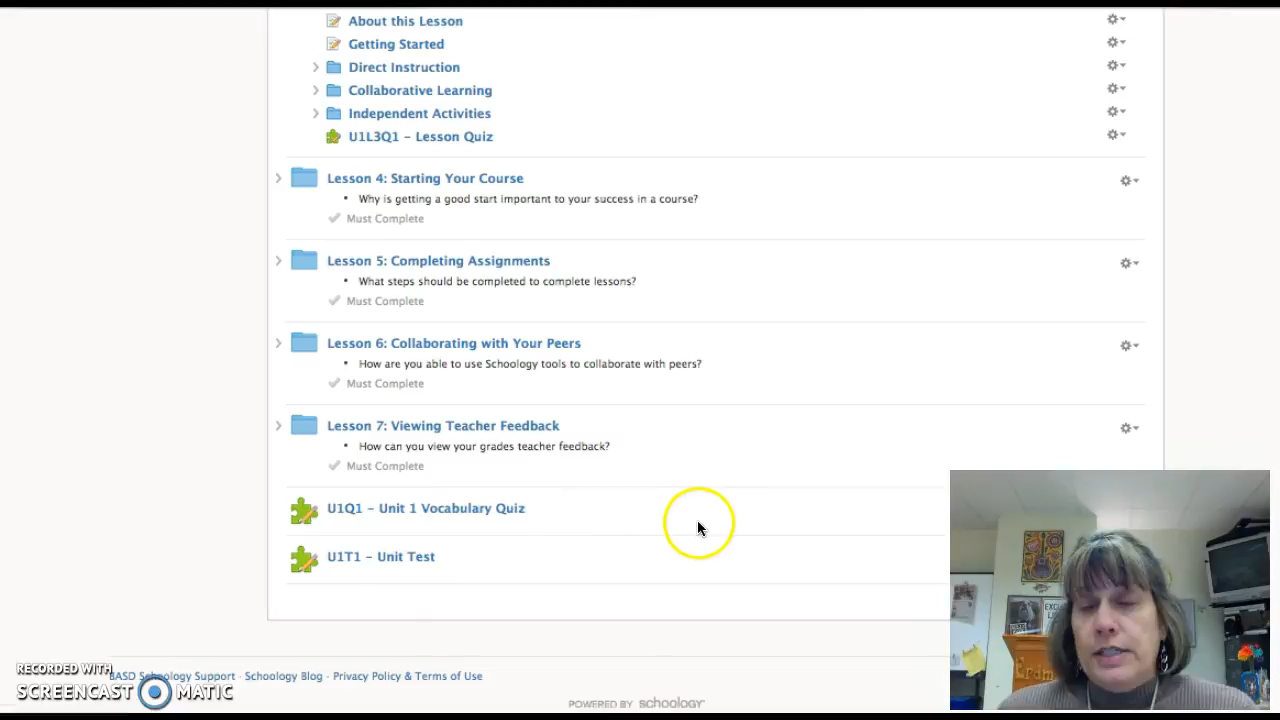 About this Lesson
Getting Started
Direct Instruction
Collaborative Learning
Independent Activities
U1L3Q1 - Lesson Quiz
Lesson 4: Starting Your Course
• Why is getting a good start important to your success in a course?
Must Complete
Lesson 5: Completing Assignments
• What steps should be completed to complete lessons?
Must Complete
Lesson 6: Collaborating with Your Peers
• How are you able to use Schoology tools to collaborate with peers?
Must Complete
Lesson 7: Viewing Teacher Feedback
• How can you view your grades teacher feedback?
Must Complete
U1Q1 - Unit 1 Vocabulary Quiz
U1T1 - Unit Test
RECORDED WITH
SCREENCAST MATIC
BASD Schoology Support · Schoology Blog · Privacy Policy & Terms of Use
POWERED BY schoology